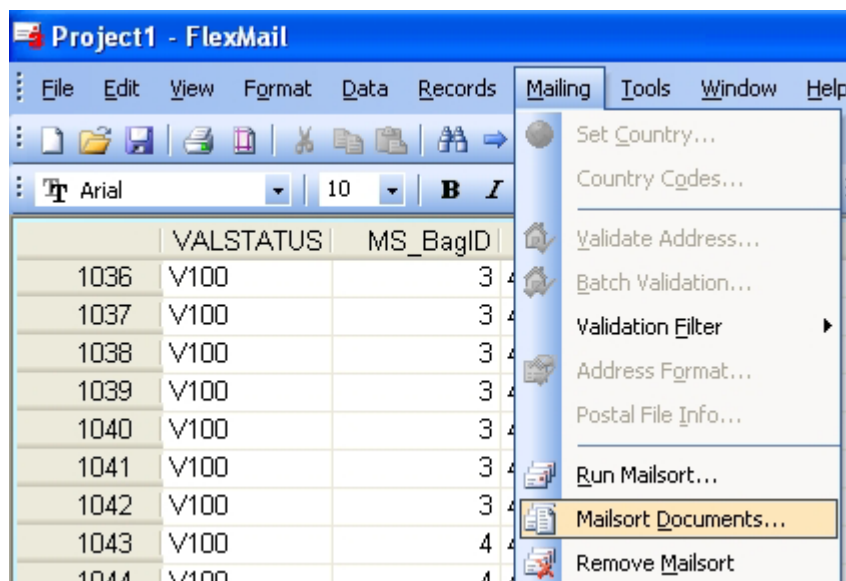 Project1 - FlexMail
File Edit View Format Data Records Mailing Tools Window Help
Set Country...
Country Codes...
Arial 10 B I
VALSTATUS MS_BagID
Validate Address...
1036 V100 3
Batch Validation...
1037 V100 3
Validation Filter
1038 V100 3
Address Format...
1039 V100 3
Postal File Info...
1040 V100 3
1041 V100 3
Run Mailsort...
1042 V100 3
Mailsort Documents...
1043 V100 4
Remove Mailsort
1044 V100 4